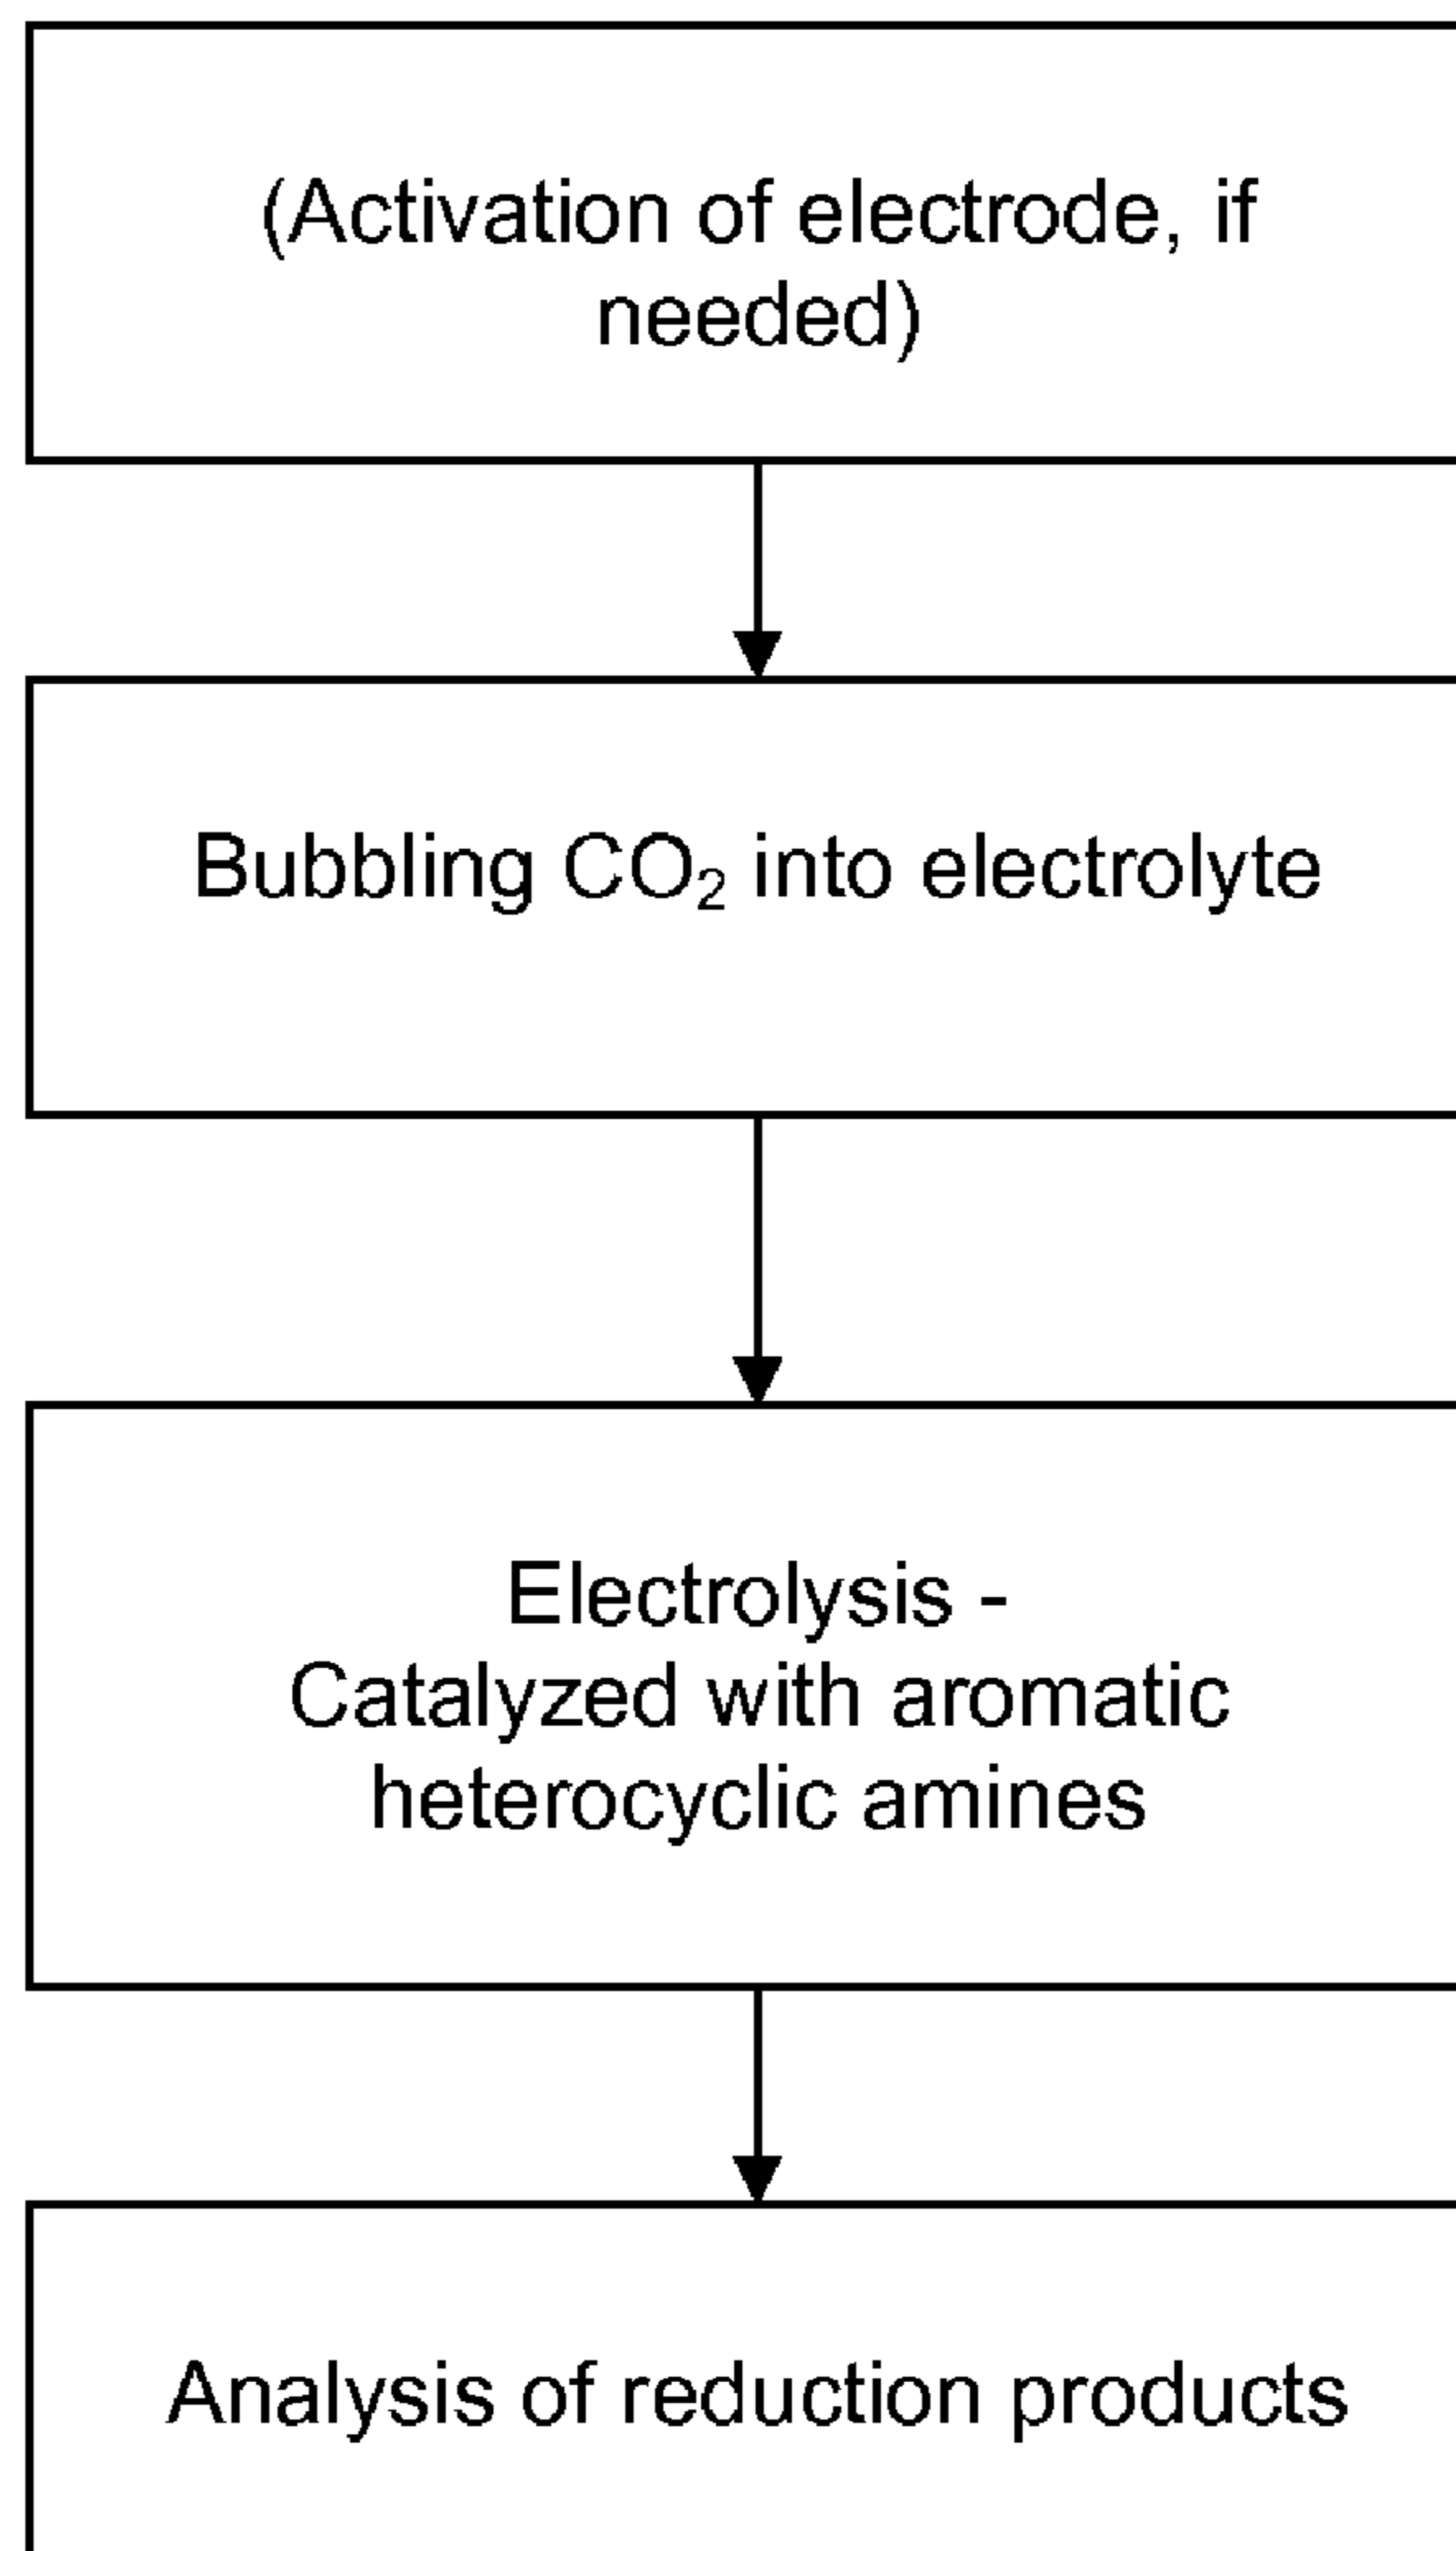 (Activation of electrode, if
needed)
Bubbling CO₂ into electrolyte
Electrolysis -
Catalyzed with aromatic
heterocyclic amines
Analysis of reduction products